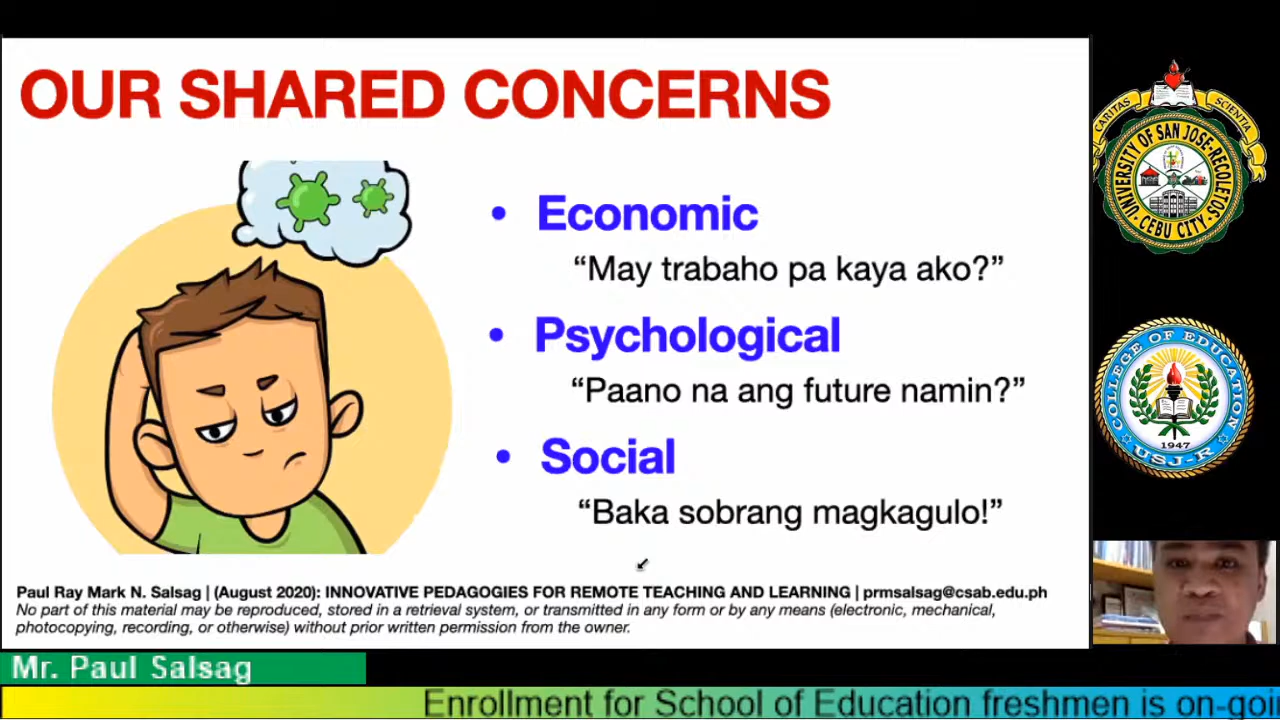 OUR SHARED CONCERNS
• Economic
“May trabaho pa kaya ako?”
• Psychological
“Paano na ang future namin?”
• Social
“Baka sobrang magkagulo!”
Paul Ray Mark N. Salsag | (August 2020): INNOVATIVE PEDAGOGIES FOR REMOTE TEACHING AND LEARNING | prmsalsag@csab.edu.ph
No part of this material may be reproduced, stored in a retrieval system, or transmitted in any form or by any means (electronic, mechanical,
photocopying, recording, or otherwise) without prior written permission from the owner.
CARITAS
SCIENTIA
UNIVERSITY OF SAN JOSE-RECOLETOS
CEBU CITY
COLLEGE OF EDUCATION
1947
USJ-R
Mr. Paul Salsag
Enrollment for School of Education freshmen is on-goi